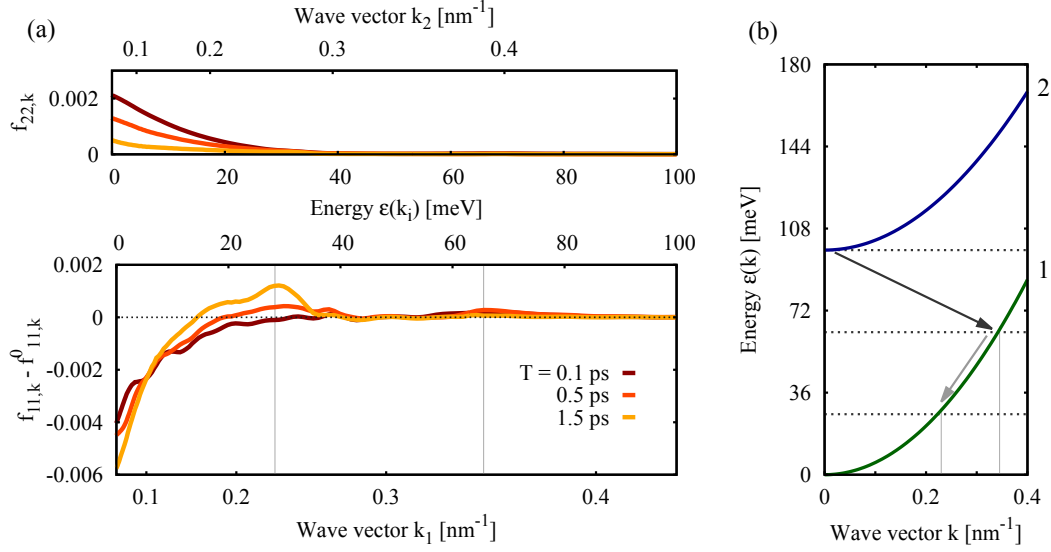 (a)
Wave vector k2 [nm-1]
0.1 0.2 0.3 0.4
0.002
0
f22,k
0 20 40 60 80 100
Energy ε(ki) [meV]
0 20 40 60 80 100
0.002
0
-0.002
-0.004
-0.006
f11,k - f011,k
T = 0.1 ps
0.5 ps
1.5 ps
0.1 0.2 0.3 0.4
Wave vector k1 [nm-1]
(b)
180
144
108
72
36
0
Energy ε(k) [meV]
2
1
0 0.2 0.4
Wave vector k [nm-1]